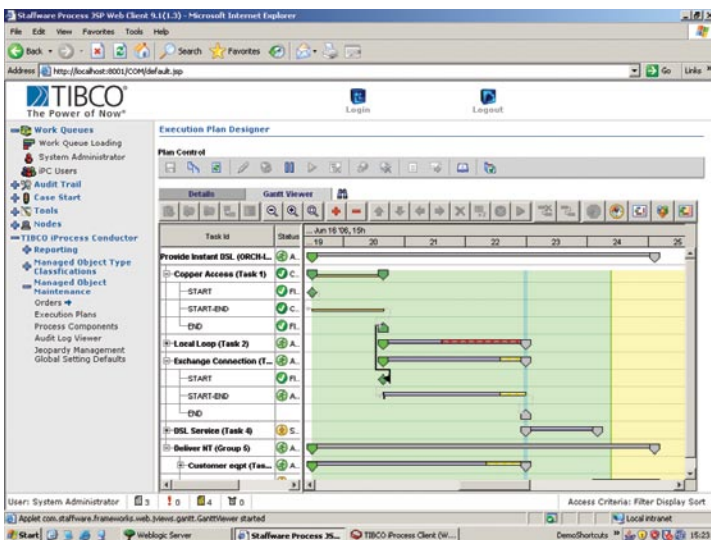 Staffware Process JSP Web Client 9.1(1.3) - Microsoft Internet Explorer
File Edit View Favorites Tools Help
Back Search Favorites
Address http://localhost:8001/COM/default.jsp Go Links
TIBCO
The Power of Now®
Login Logout
Work Queues
Work Queue Loading
System Administrator
IPC Users
Audit Trail
Case Start
Tools
Nodes
TIBCO iProcess Conductor
Reporting
Managed Object Type
Classfications
Managed Object
Maintenance
Orders
Execution Plans
Process Components
Audit Log Viewer
Jeopardy Management
Global Setting Defaults
Execution Plan Designer
Plan Control
Details Gantt Viewer
Task Id Status ... Jun 16 '06, 15h
... 19 20 21 22 23 24 25
Provide Instant DSL (ORCH-L... A..
Copper Access (Task 1) C..
START FI..
START-END C..
END FI..
Local Loop (Task 2) A..
Exchange Connection (T... A..
START FI..
START-END A..
END
DSL Service (Task 4) S..
Deliver NT (Group 5) A..
Customer eqpt (Tas... A..
User: System Administrator 3 0 4 0 Access Criteria: Filter Display Sort
Applet com.staffware.frameworks.web.jviews.gantt.GanttViewer started Local intranet
Start Weblogic Server Staffware Process JS... TIBCO iProcess Client (W... DemoShortcuts 15:23